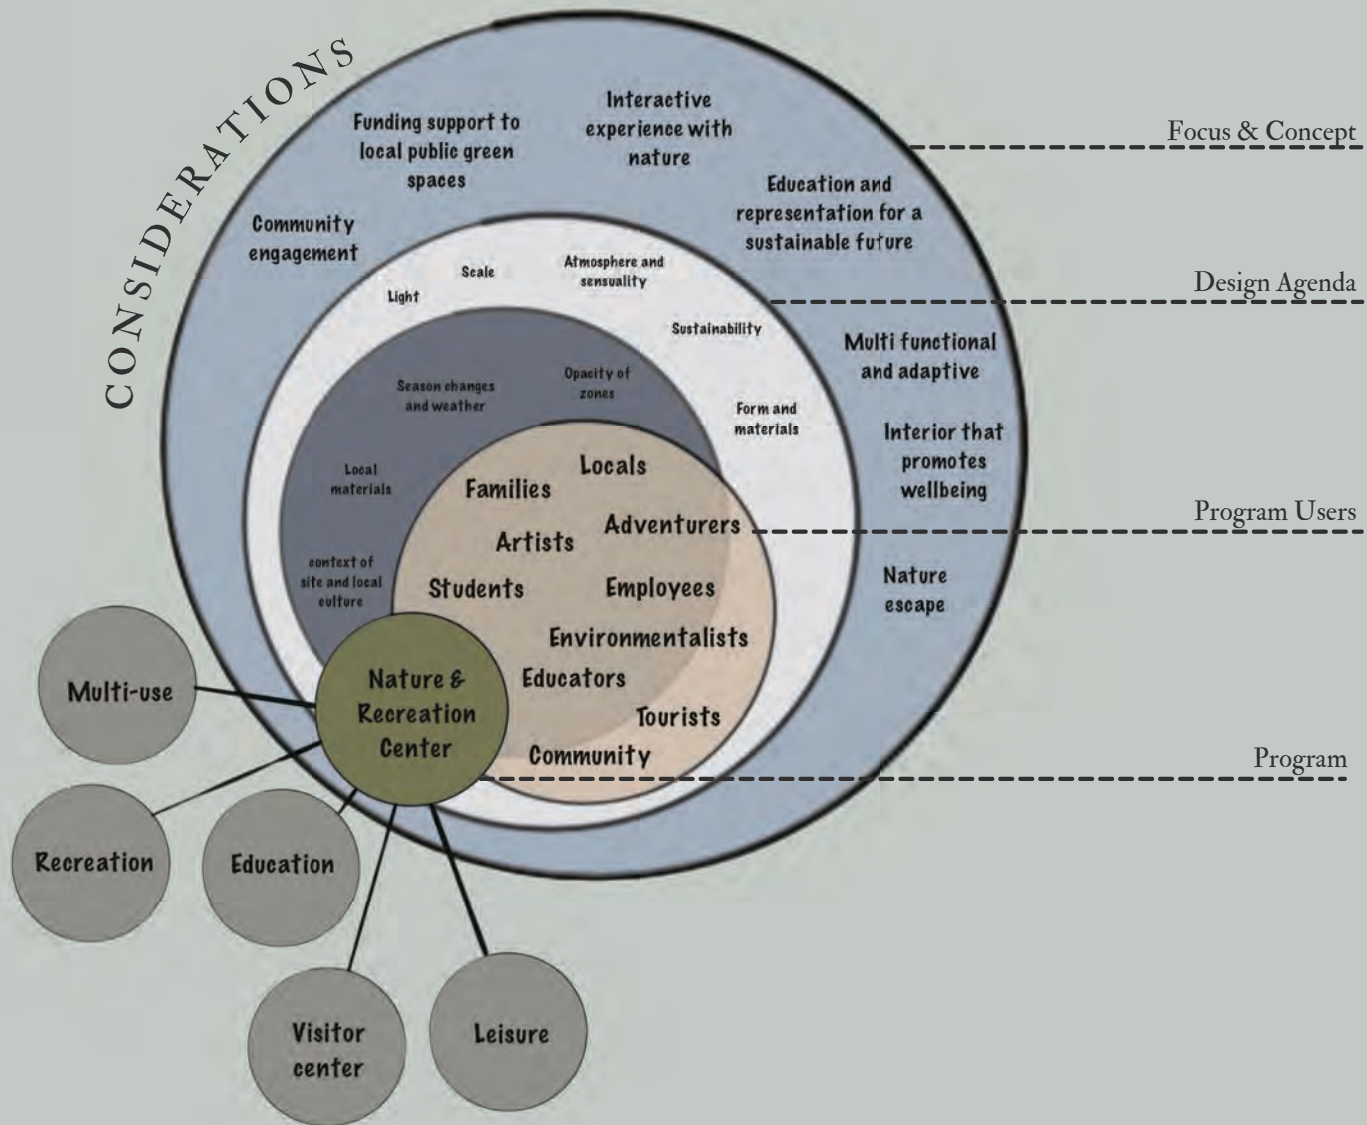 CONSIDERATIONS
Funding support to
local public green
spaces
Interactive
experience with
nature
Education and
representation for a
sustainable future
Community
engagement
Multi functional
and adaptive
Interior that
promotes
wellbeing
Nature
escape
Light
Scale
Atmosphere and
sensuality
Sustainability
Form and
materials
Season changes
and weather
Opacity of
zones
Local
materials
context of
site and local
culture
Locals
Families
Adventurers
Artists
Students
Employees
Environmentalists
Educators
Tourists
Community
Nature &
Recreation
Center
Multi-use
Recreation
Education
Visitor
center
Leisure
Focus & Concept
Design Agenda
Program Users
Program